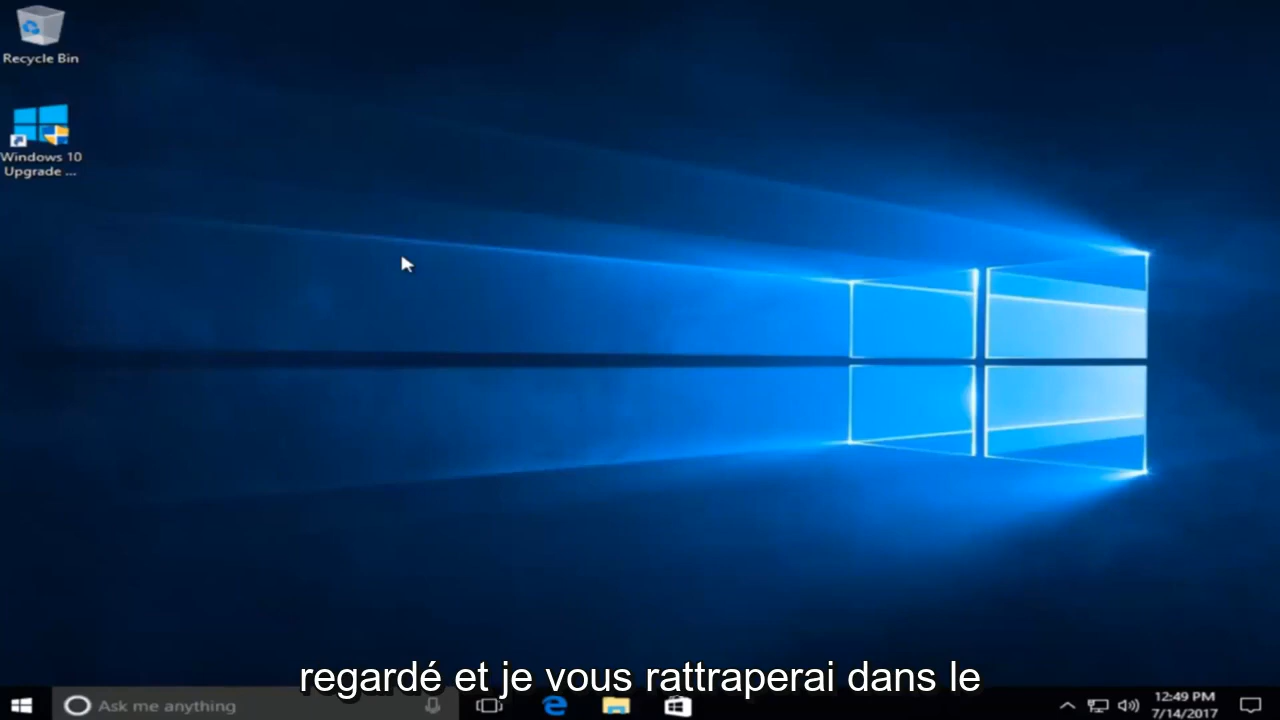 Recycle Bin
Windows 10
Upgrade ...
regardé et je vous rattraperai dans le
Ask me anything
12:49 PM
7/14/2017